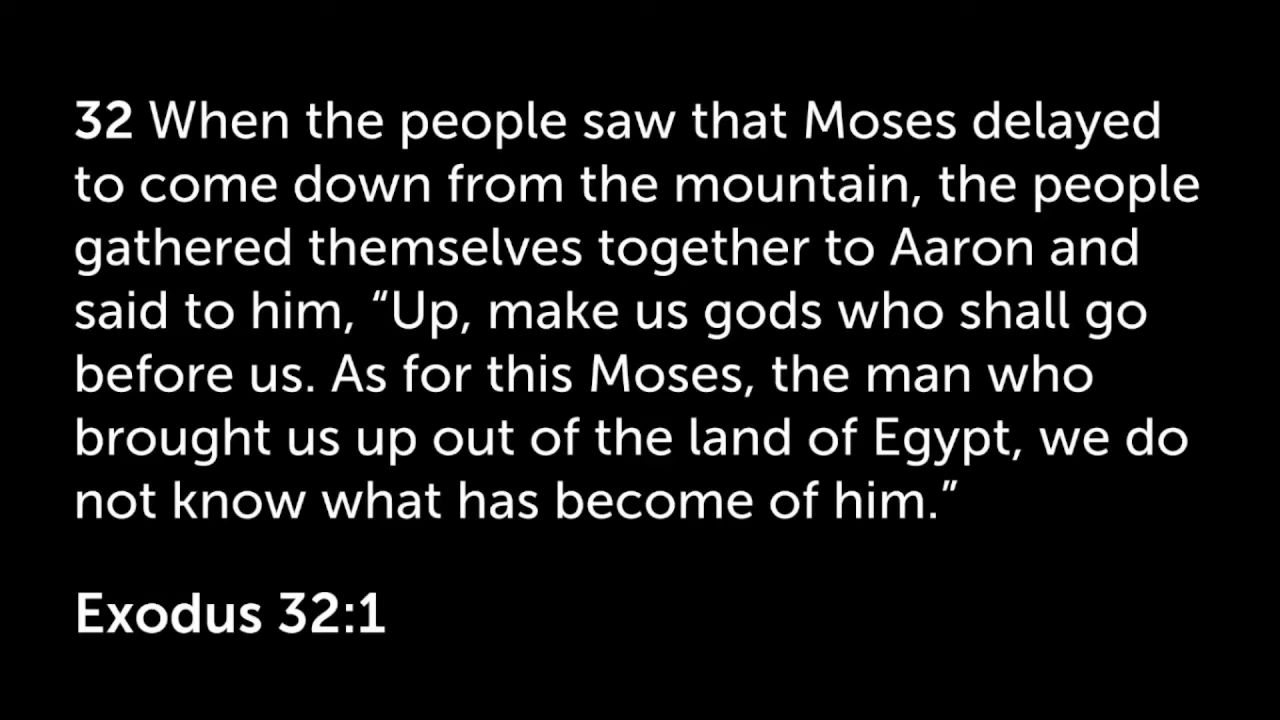 32 When the people saw that Moses delayed
to come down from the mountain, the people
gathered themselves together to Aaron and
said to him, “Up, make us gods who shall go
before us. As for this Moses, the man who
brought us up out of the land of Egypt, we do
not know what has become of him.”
Exodus 32:1